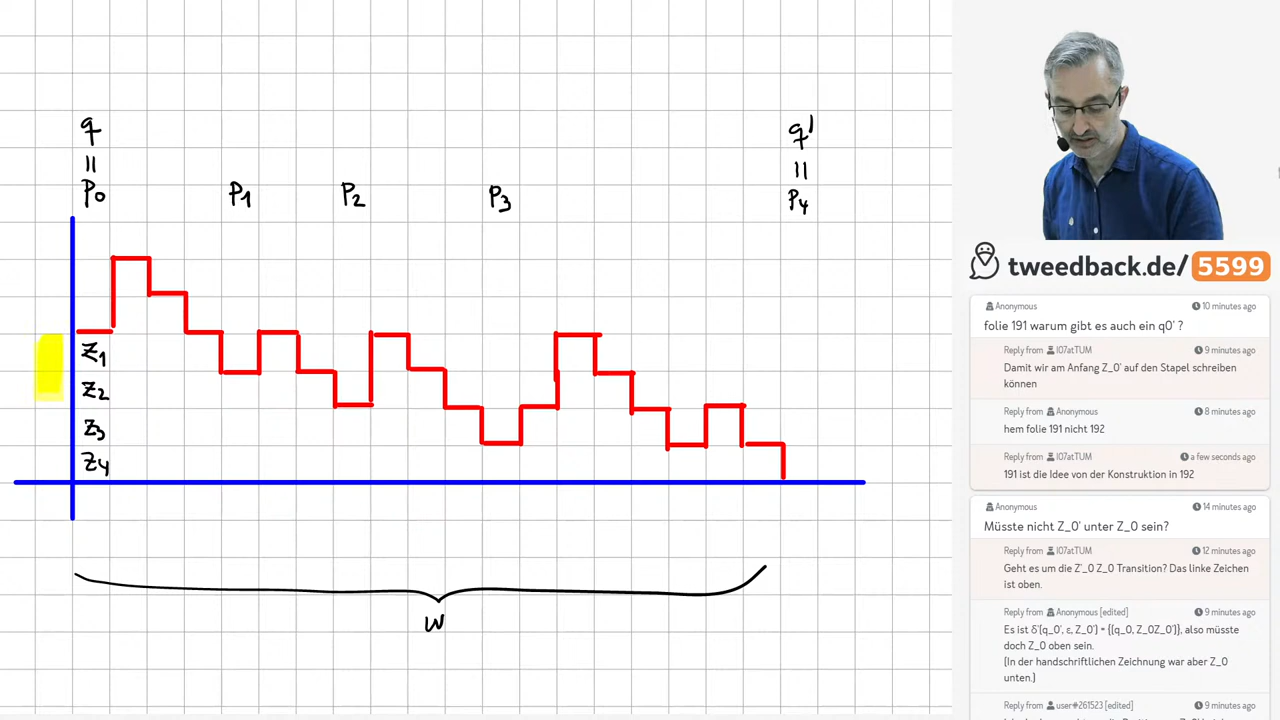 q
=
P0
P1
P2
P3
q'
=
P4
Z1
Z2
Z3
Z4
w
tweedback.de/ 5599
Anonymous 10 minutes ago
folie 191 warum gibt es auch ein q0' ?
Reply from I07atTUM 9 minutes ago
Damit wir am Anfang Z_0' auf den Stapel schreiben
können
Reply from Anonymous 8 minutes ago
hem folie 191 nicht 192
Reply from I07atTUM a few seconds ago
191 ist die Idee von der Konstruktion in 192
Anonymous 14 minutes ago
Müsste nicht Z_0' unter Z_0 sein?
Reply from I07atTUM 12 minutes ago
Geht es um die Z'_0 Z_0 Transition? Das linke Zeichen
ist oben.
Reply from Anonymous [edited] 9 minutes ago
Es ist δ'(q_0', ε, Z_0') = {(q_0, Z_0Z_0')}, also müsste
doch Z_0 oben sein.
(In der handschriftlichen Zeichnung war aber Z_0
unten.)
Reply from user#261523 [edited] 9 minutes ago